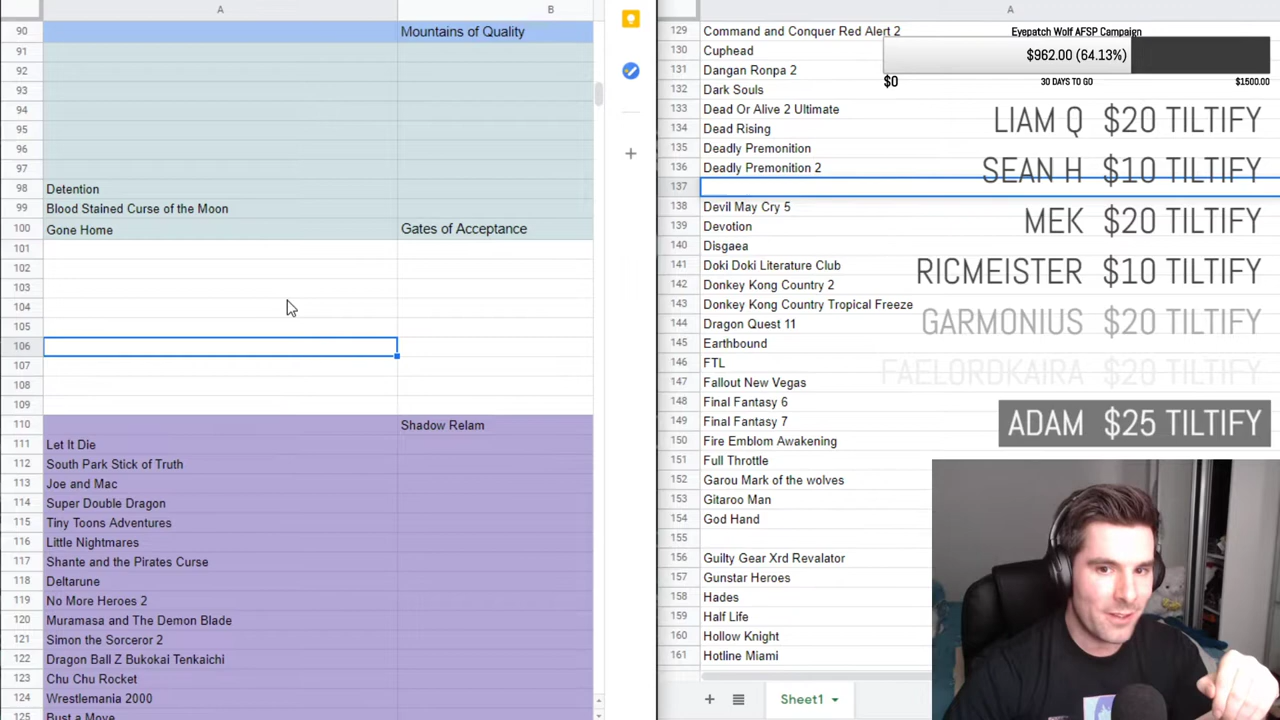 A
B
90 Mountains of Quality
91
92
93
94
95
96
97
98 Detention
99 Blood Stained Curse of the Moon
100 Gone Home Gates of Acceptance
101
102
103
104
105
106
107
108
109
110 Shadow Relam
111 Let It Die
112 South Park Stick of Truth
113 Joe and Mac
114 Super Double Dragon
115 Tiny Toons Adventures
116 Little Nightmares
117 Shante and the Pirates Curse
118 Deltarune
119 No More Heroes 2
120 Muramasa and The Demon Blade
121 Simon the Sorcerer 2
122 Dragon Ball Z Bukokai Tenkaichi
123 Chu Chu Rocket
124 Wrestlemania 2000
125 Bust a Move
A
129 Command and Conquer Red Alert 2
130 Cuphead
131 Dangan Ronpa 2
132 Dark Souls
133 Dead Or Alive 2 Ultimate
134 Dead Rising
135 Deadly Premonition
136 Deadly Premonition 2
137
138 Devil May Cry 5
139 Devotion
140 Disgaea
141 Doki Doki Literature Club
142 Donkey Kong Country 2
143 Donkey Kong Country Tropical Freeze
144 Dragon Quest 11
145 Earthbound
146 FTL
147 Fallout New Vegas
148 Final Fantasy 6
149 Final Fantasy 7
150 Fire Emblom Awakening
151 Full Throttle
152 Garou Mark of the wolves
153 Gitaroo Man
154 God Hand
155
156 Guilty Gear Xrd Revalator
157 Gunstar Heroes
158 Hades
159 Half Life
160 Hollow Knight
161 Hotline Miami
Sheet1
Eyepatch Wolf AFSP Campaign
$962.00 (64.13%)
$0 30 DAYS TO GO $1500.00
LIAM Q $20 TILTIFY
SEAN H $10 TILTIFY
MEK $20 TILTIFY
RICMEISTER $10 TILTIFY
GARMONIUS $20 TILTIFY
FAELORDKAIRA $20 TILTIFY
ADAM $25 TILTIFY